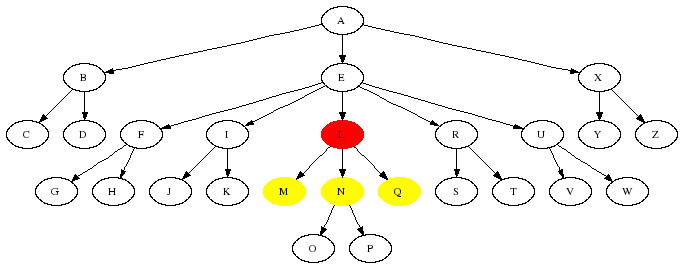 A
B E X
C D F I L R U Y Z
G H J K M N Q S T V W
O P